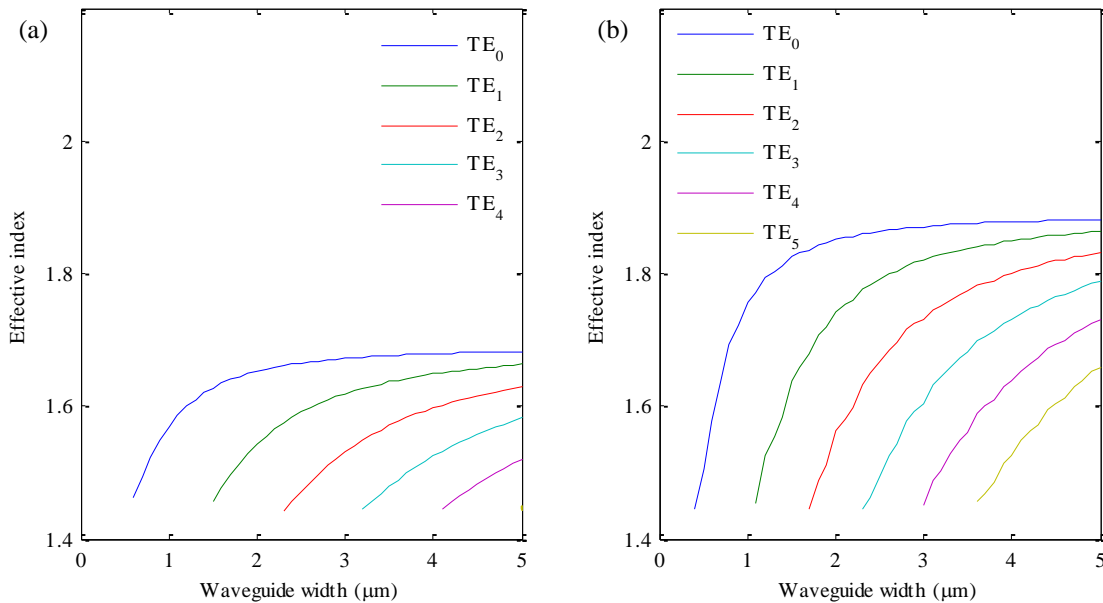 (a)
TE0
TE1
TE2
TE3
TE4
2
1.8
1.6
1.4
0 1 2 3 4 5
Effective index
Waveguide width (μm)
(b)
TE0
TE1
TE2
TE3
TE4
TE5
2
1.8
1.6
1.4
0 1 2 3 4 5
Effective index
Waveguide width (μm)